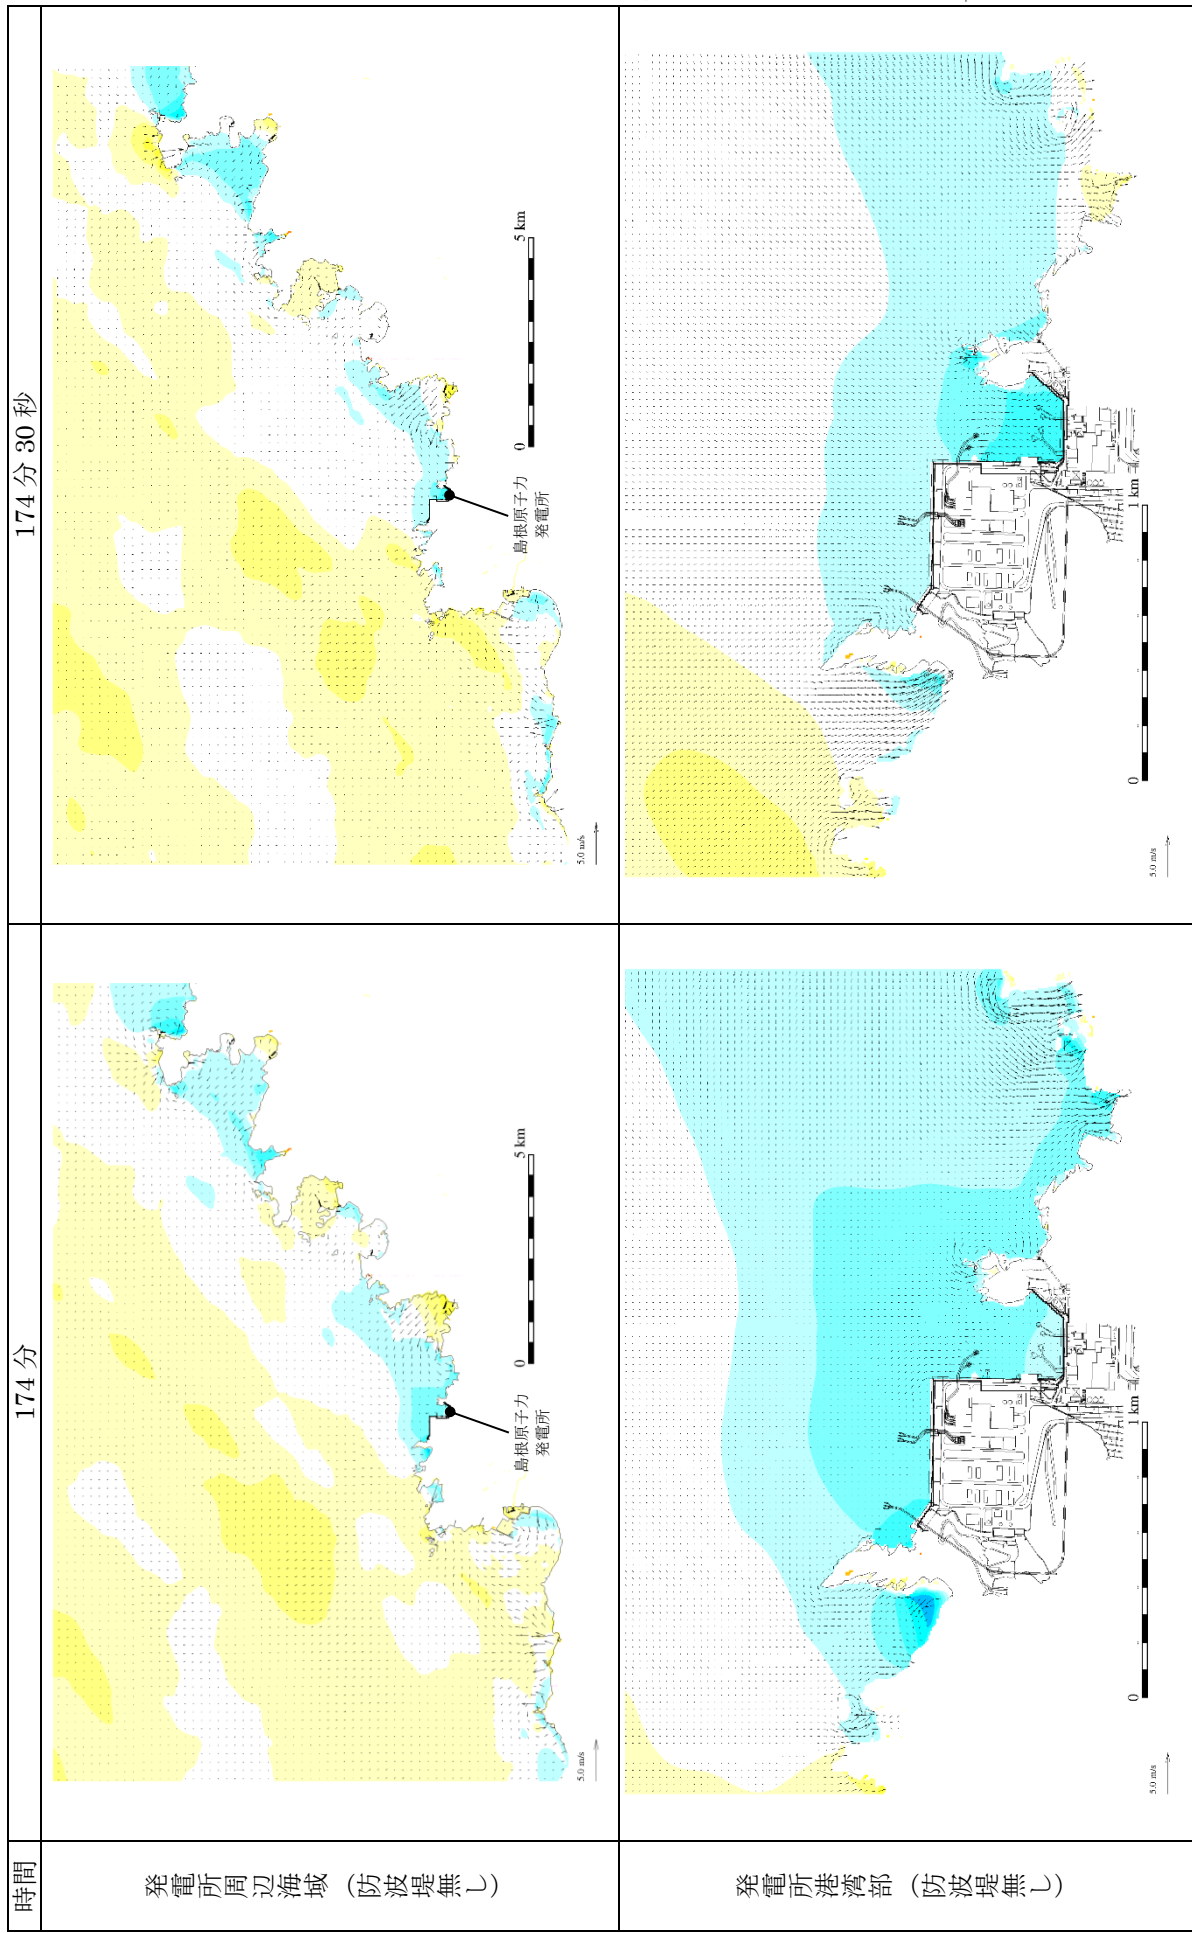 時間
174分
174分30秒
発電所周辺海域（防波堤無し）
島根原子力
発電所
0
5 km
5.0 m/s
島根原子力
発電所
0
5 km
5.0 m/s
発電所港湾部（防波堤無し）
0
1 km
5.0 m/s
0
1 km
5.0 m/s